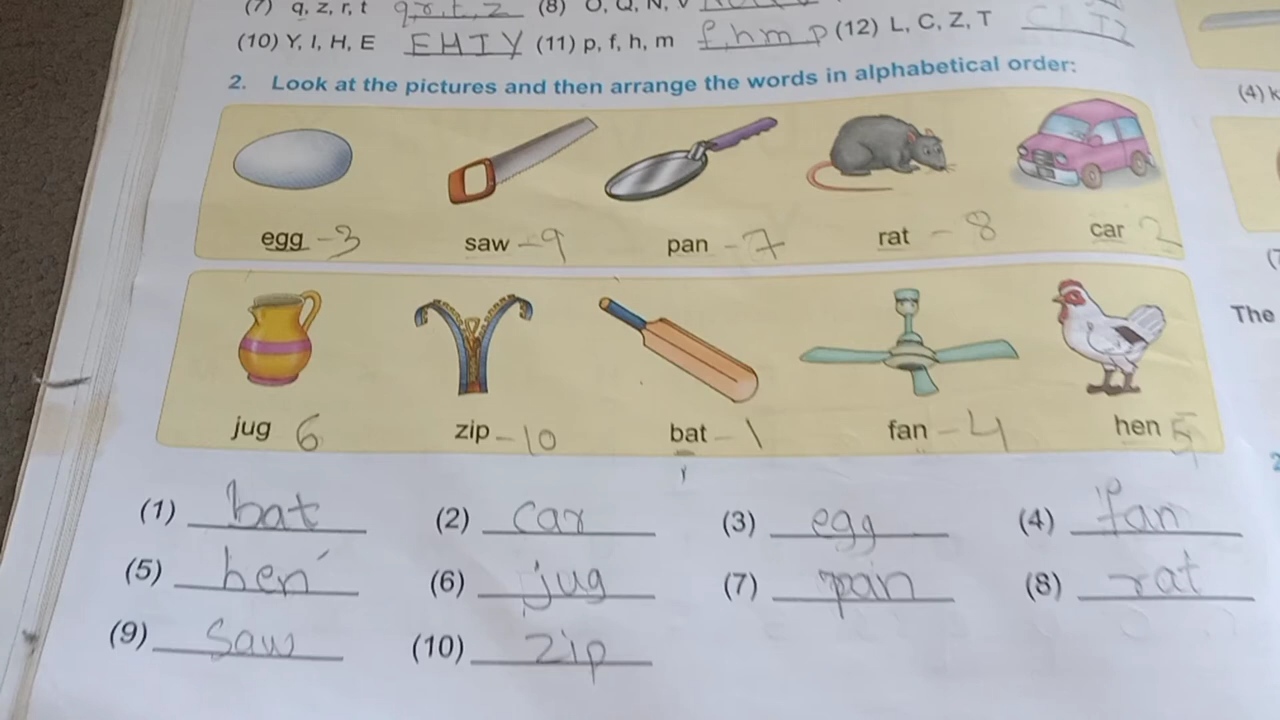 (7) q, z, r, t q, r, t, z (8) O, Q, N, V
(10) Y, I, H, E EHIY (11) p, f, h, m f, h m p (12) L, C, Z, T
2. Look at the pictures and then arrange the words in alphabetical order:
(4) k
egg -3 saw -9 pan -7 rat - 8 car 2
The
jug 6 zip -10 bat - 1 fan - 4 hen 5
(1) bat (2) car (3) egg (4) fan
(5) hen (6) jug (7) pan (8) rat
(9) saw (10) zip